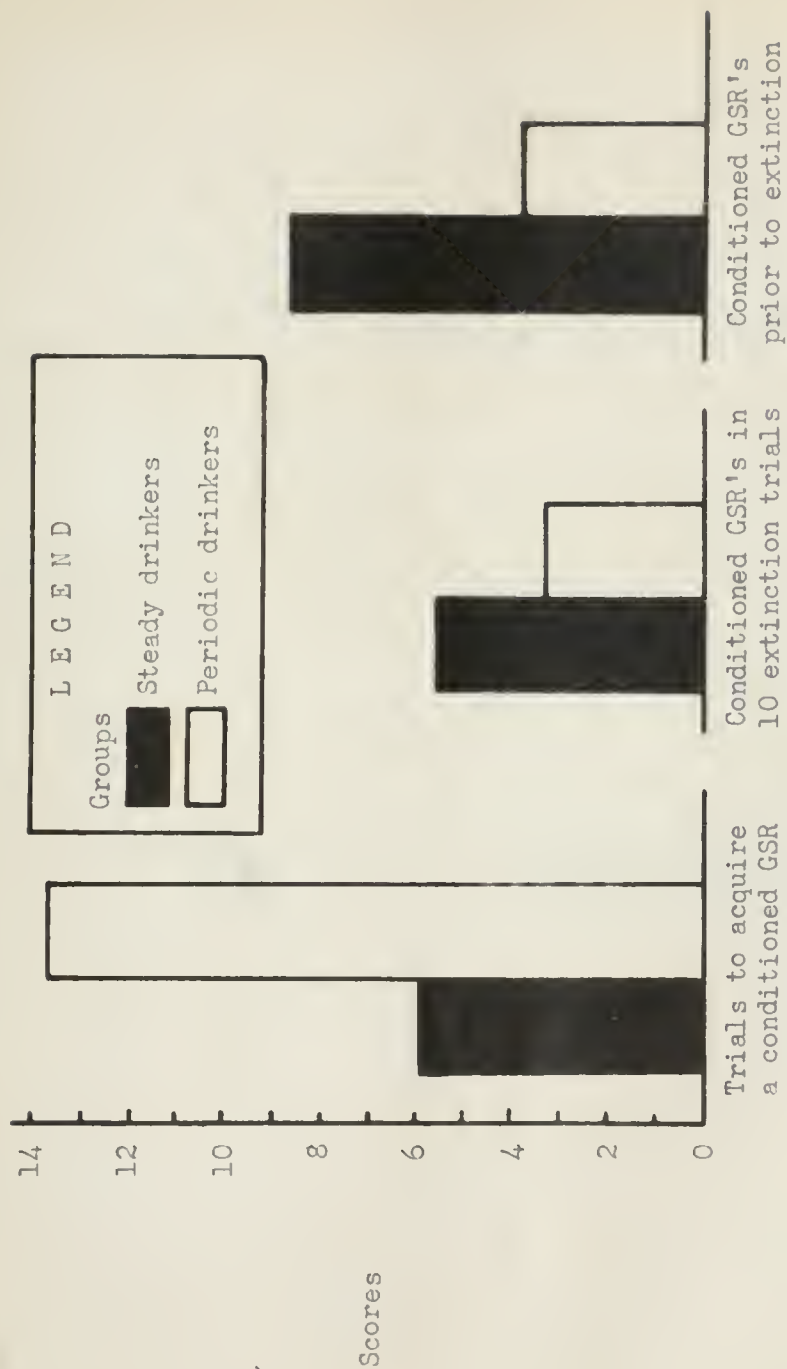 Scores
14
12
10
8
6
4
2
0
L E G E N D
Groups
Steady drinkers
Periodic drinkers
Trials to acquire
a conditioned GSR
Conditioned GSR's in
10 extinction trials
Conditioned GSR's
prior to extinction